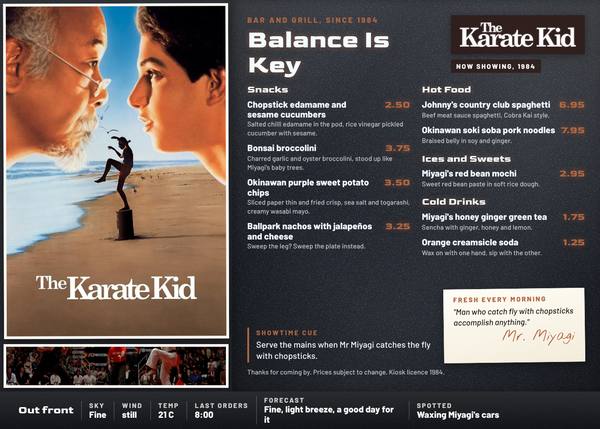 The Karate Kid
BAR AND GRILL, SINCE 1984
Balance Is
Key
The
Karate Kid
NOW SHOWING, 1984
Snacks
Chopstick edamame and
sesame cucumbers
2.50
Salted chilli edamame in the pod, rice vinegar pickled
cucumber with sesame.
Bonsai broccolini
3.75
Charred garlic and oyster broccolini, stood up like
Miyagi's baby trees.
Okinawan purple sweet potato
chips
3.50
Sliced paper thin and fried crisp, sea salt and togarashi,
creamy wasabi mayo.
Ballpark nachos with jalapeños
and cheese
3.25
Sweep the leg? Sweep the plate instead.
Hot Food
Johnny's country club spaghetti 6.95
Beef meat sauce spaghetti, Cobra Kai style.
Okinawan soki soba pork noodles 7.95
Braised belly in soy and ginger.
Ices and Sweets
Miyagi's red bean mochi 2.95
Sweet red bean paste in soft rice dough.
Cold Drinks
Miyagi's honey ginger green tea 1.75
Sencha with ginger, honey and lemon.
Orange creamsicle soda 1.25
Wax on with one hand, sip with the other.
SHOWTIME CUE
Serve the mains when Mr Miyagi catches the fly
with chopsticks.
FRESH EVERY MORNING
"Man who catch fly with chopsticks
accomplish anything."
Mr. Miyagi
Thanks for coming by. Prices subject to change. Kiosk licence 1984.
Out front
SKY
Fine
WIND
still
TEMP
21 C
LAST ORDERS
8:00
FORECAST
Fine, light breeze, a good day for
it
SPOTTED
Waxing Miyagi's cars